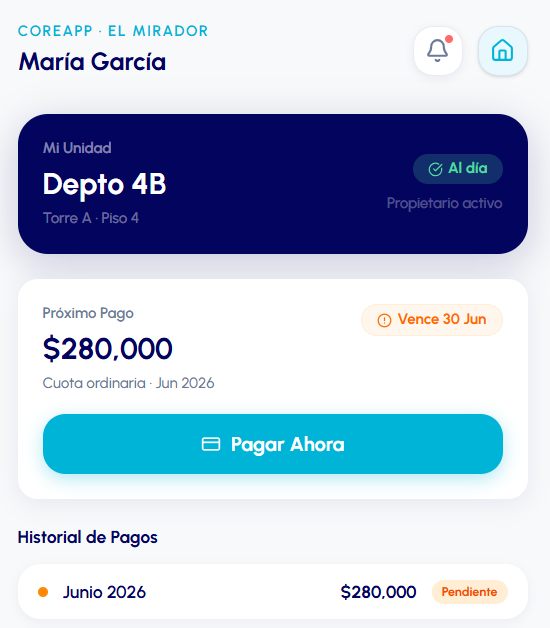 COREAPP · EL MIRADOR
María García
Mi Unidad
Depto 4B
Torre A · Piso 4
Al día
Propietario activo
Próximo Pago
$280,000
Cuota ordinaria · Jun 2026
Vence 30 Jun
Pagar Ahora
Historial de Pagos
Junio 2026 $280,000 Pendiente